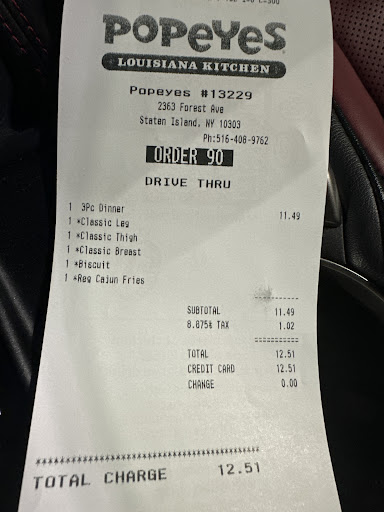 POPEYES
LOUISIANA KITCHEN
Popeyes #13229
2363 Forest Ave
Staten Island, NY 10303
Ph:516-408-9762
ORDER 90
DRIVE THRU
1 3Pc Dinner 11.49
1 *Classic Leg
1 *Classic Thigh
1 *Classic Breast
1 *Biscuit
1 *Reg Cajun Fries
----------
SUBTOTAL 11.49
8.875% TAX 1.02
==========
TOTAL 12.51
CREDIT CARD 12.51
CHANGE 0.00
****************************************
TOTAL CHARGE 12.51